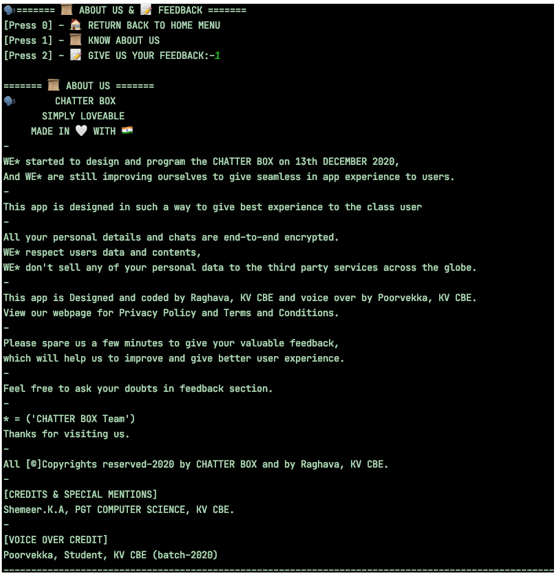 🗣======= 📜 ABOUT US & 📝 FEEDBACK =======
[Press 0] - 🏠 RETURN BACK TO HOME MENU
[Press 1] - 📜 KNOW ABOUT US
[Press 2] - 📝 GIVE US YOUR FEEDBACK:-1
======= 📜 ABOUT US =======
🗣 CHATTER BOX
SIMPLY LOVEABLE
MADE IN 🤍 WITH 🇮🇳
-
WE* started to design and program the CHATTER BOX on 13th DECEMBER 2020,
And WE* are still improving ourselves to give seamless in app experience to users.
-
This app is designed in such a way to give best experience to the class user
-
All your personal details and chats are end-to-end encrypted.
WE* respect users data and contents,
WE* don't sell any of your personal data to the third party services across the globe.
-
This app is Designed and coded by Raghava, KV CBE and voice over by Poorvekka, KV CBE.
View our webpage for Privacy Policy and Terms and Conditions.
-
Please spare us a few minutes to give your valuable feedback,
which will help us to improve and give better user experience.
-
Feel free to ask your doubts in feedback section.
-
* = ('CHATTER BOX Team')
Thanks for visiting us.
-
All [©]Copyrights reserved-2020 by CHATTER BOX and by Raghava, KV CBE.
-
[CREDITS & SPECIAL MENTIONS]
Shemeer.K.A, PGT COMPUTER SCIENCE, KV CBE.
-
[VOICE OVER CREDIT]
Poorvekka, Student, KV CBE (batch-2020)